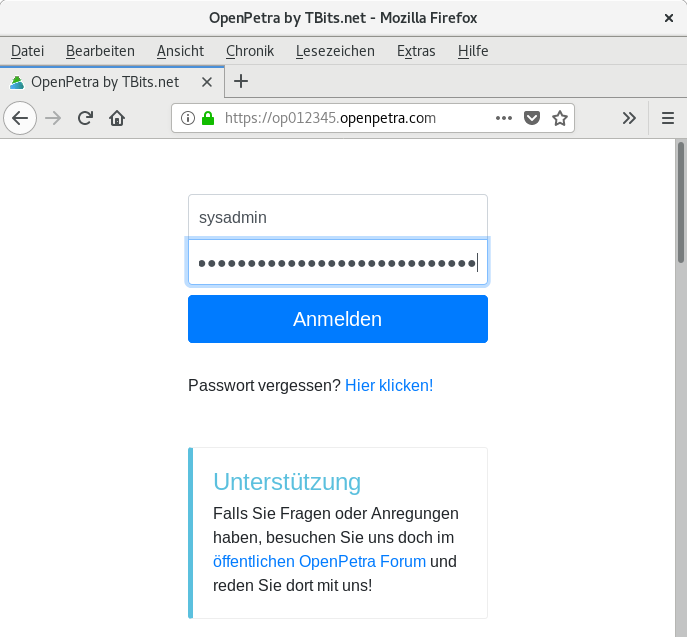 OpenPetra by TBits.net - Mozilla Firefox
Datei Bearbeiten Ansicht Chronik Lesezeichen Extras Hilfe
OpenPetra by TBits.net
https://op012345.openpetra.com
sysadmin
Anmelden
Passwort vergessen? Hier klicken!
Unterstützung
Falls Sie Fragen oder Anregungen
haben, besuchen Sie uns doch im
öffentlichen OpenPetra Forum und
reden Sie dort mit uns!